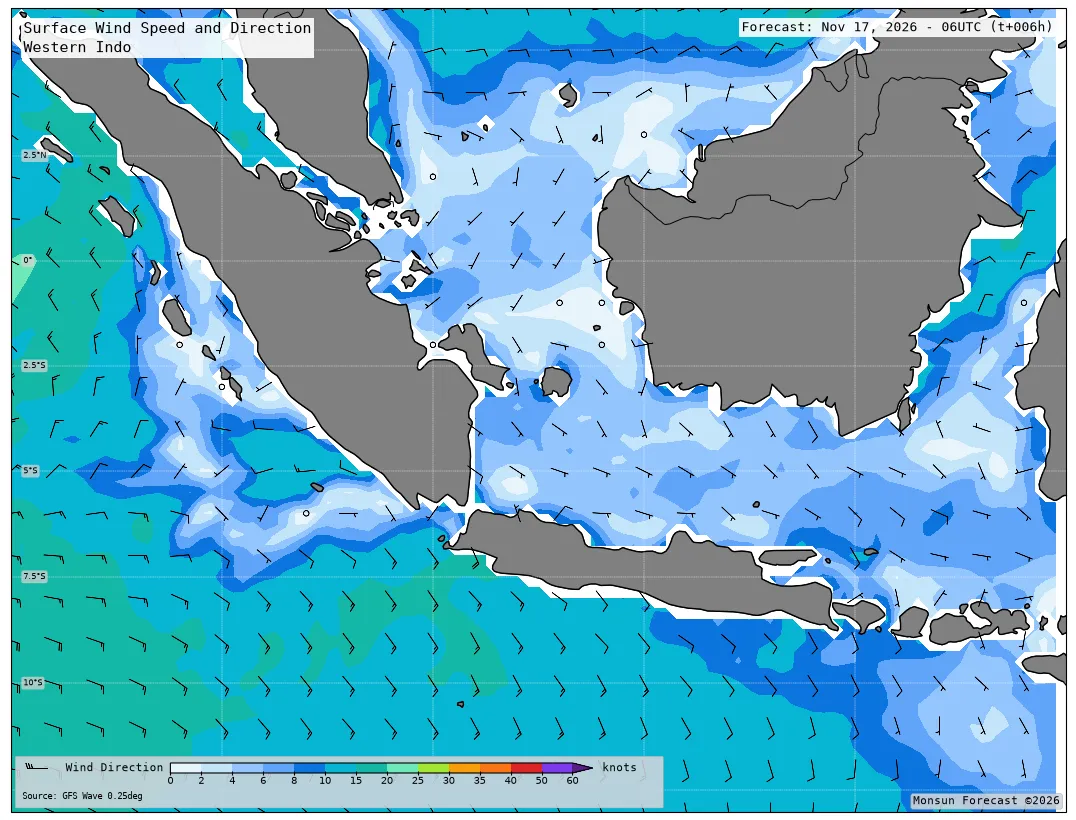 Surface Wind Speed and Direction
Western Indo
Forecast: Nov 17, 2026 - 06UTC (t+006h)
2.5°N
0°
2.5°S
5°S
7.5°S
10°S
Wind Direction
0 2 4 6 8 10 15 20 25 30 40 50 60
knots
Source: GFS Wave 0.25deg
Monsun Forecast ©2026